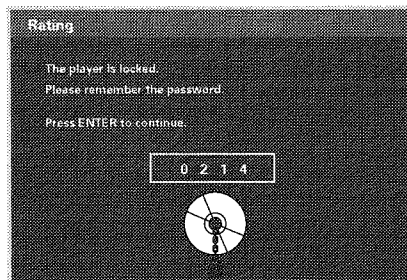 Rating
The player is locked.
Please remember the password.
Press ENTER to continue.
0 2 1 4